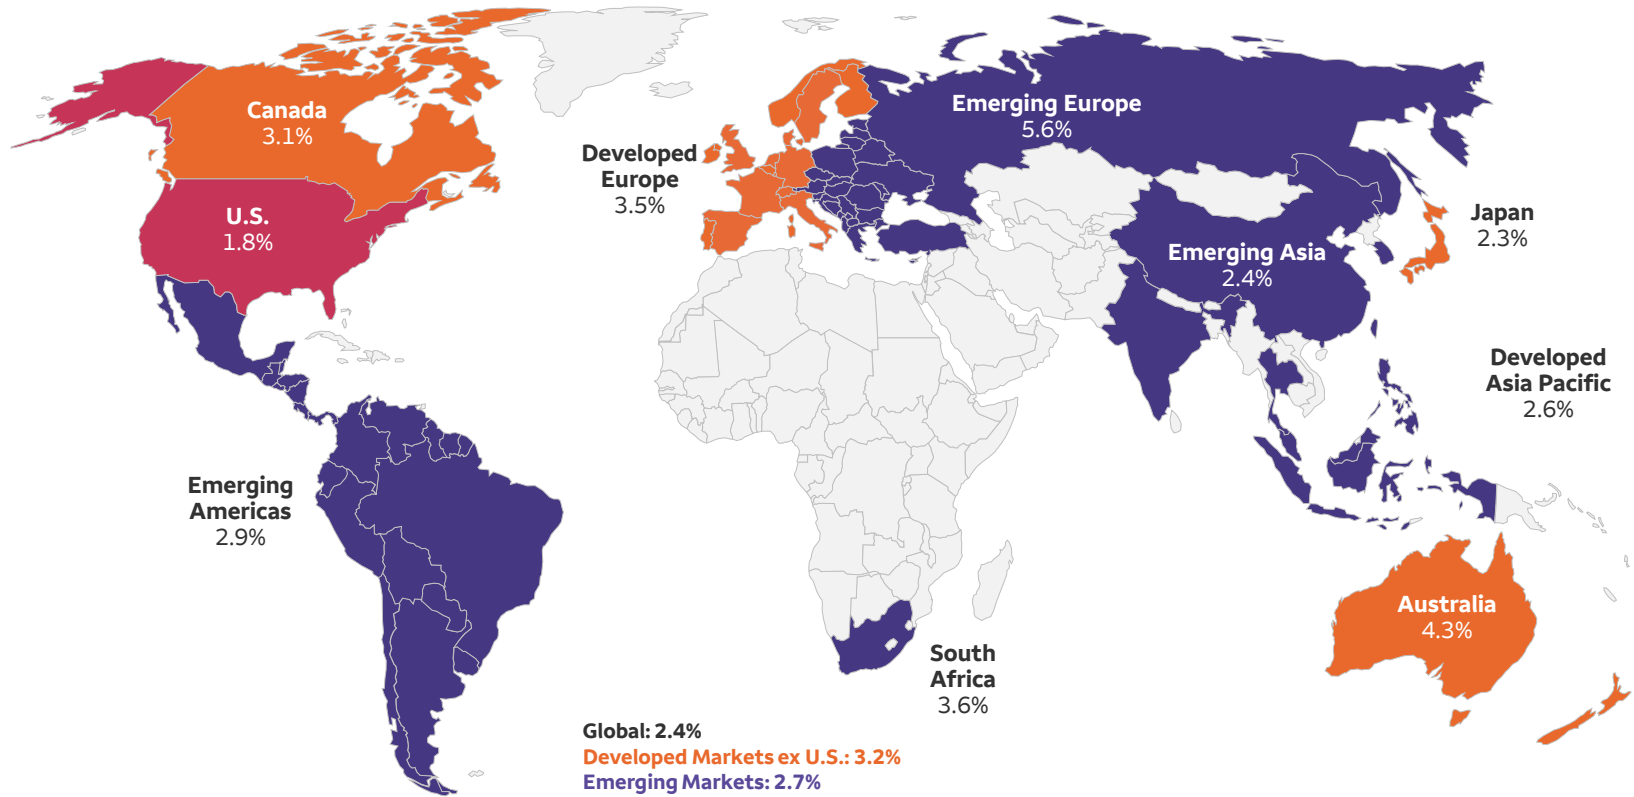 Canada
3.1%
U.S.
1.8%
Emerging
Americas
2.9%
Developed
Europe
3.5%
Emerging Europe
5.6%
Emerging Asia
2.4%
Japan
2.3%
Developed
Asia Pacific
2.6%
Australia
4.3%
South
Africa
3.6%
Global: 2.4%
Developed Markets ex U.S.: 3.2%
Emerging Markets: 2.7%